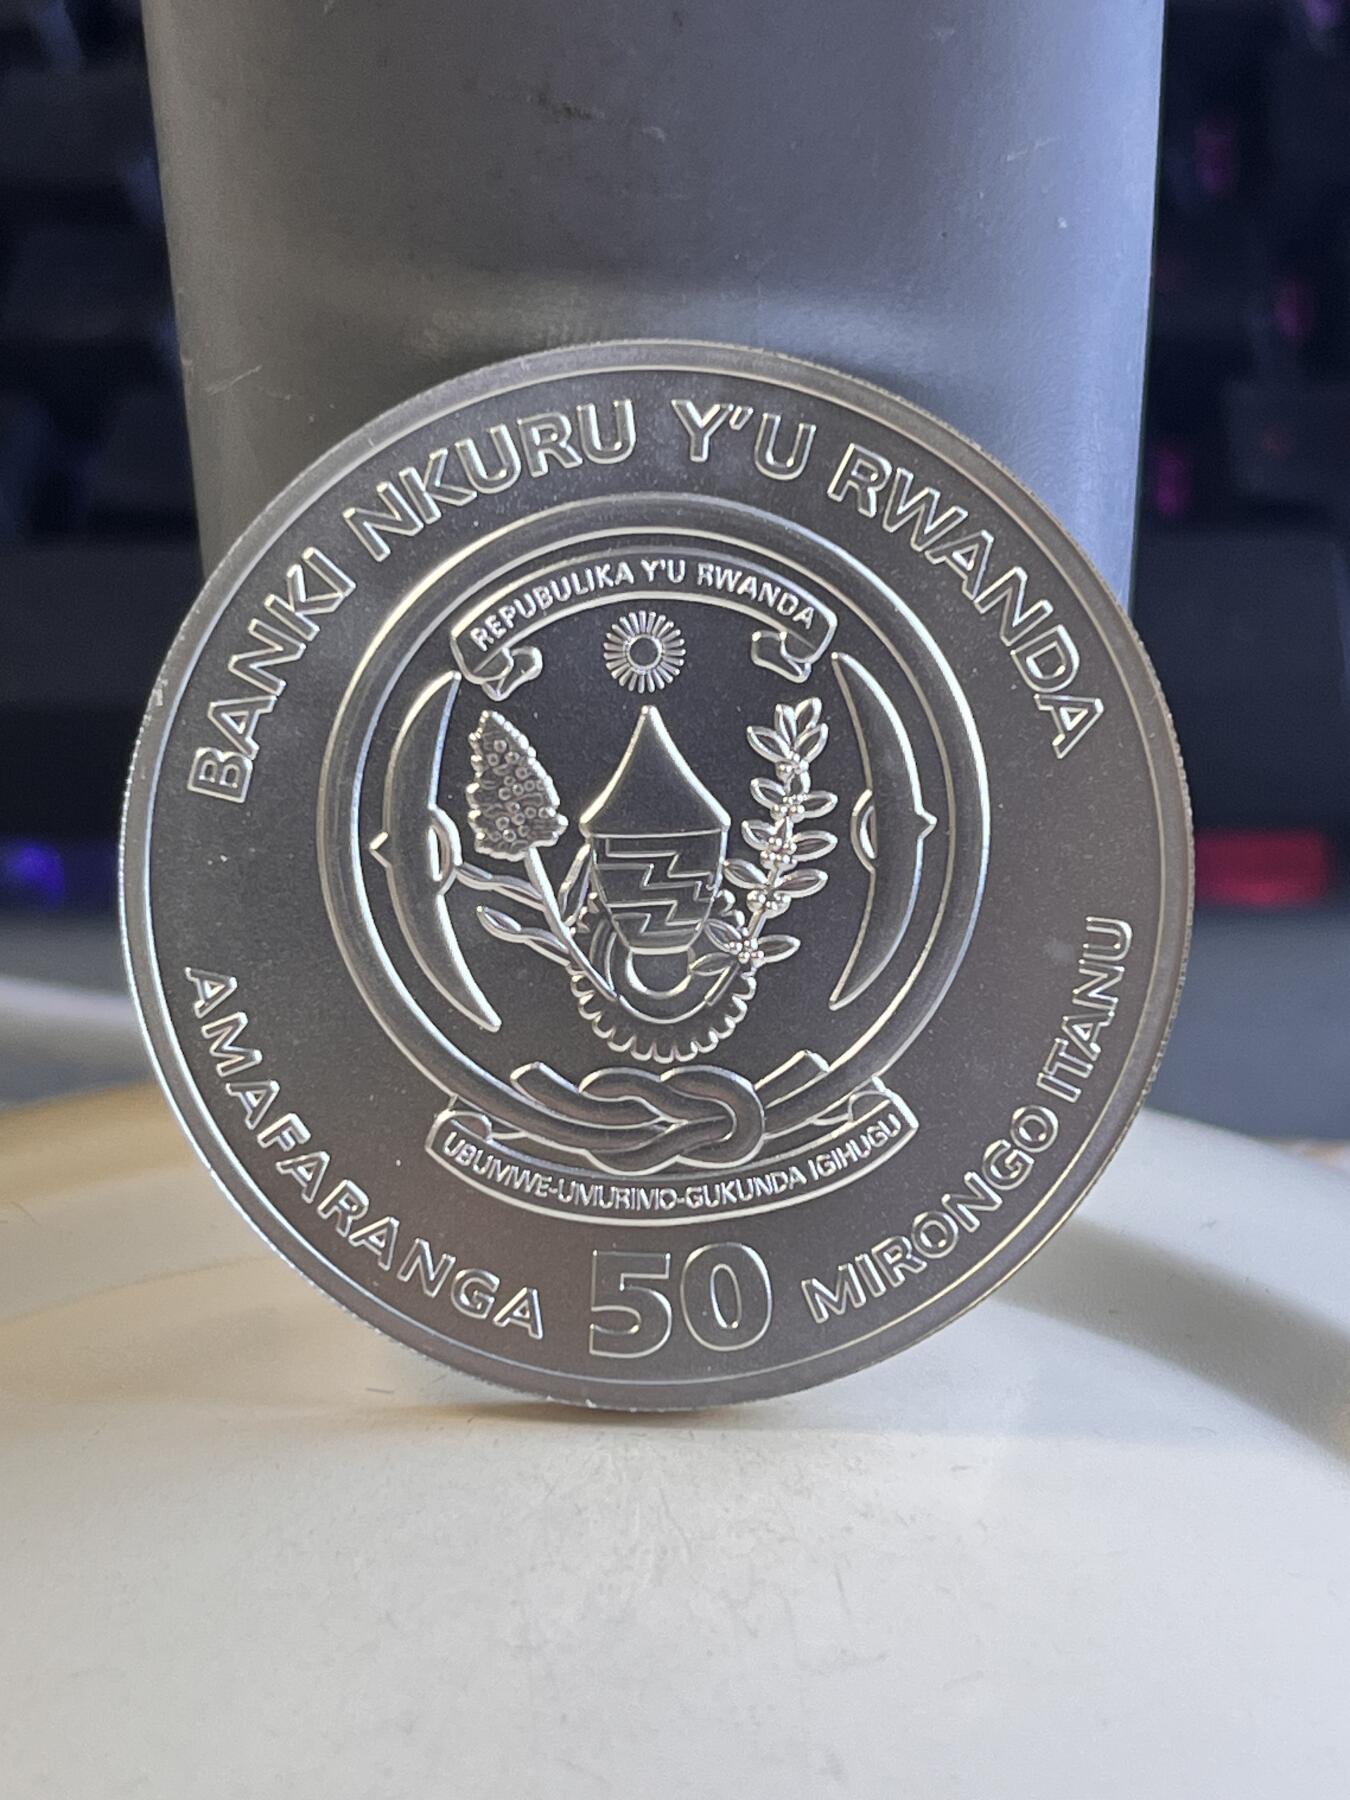 BANKI NKURU Y'U RWANDA
REPUBULIKA Y'U RWANDA
UBUMWE-UMURIMO-GUKUNDA IGIHUGU
AMAFARANGA 50 MIRONGO ITANU